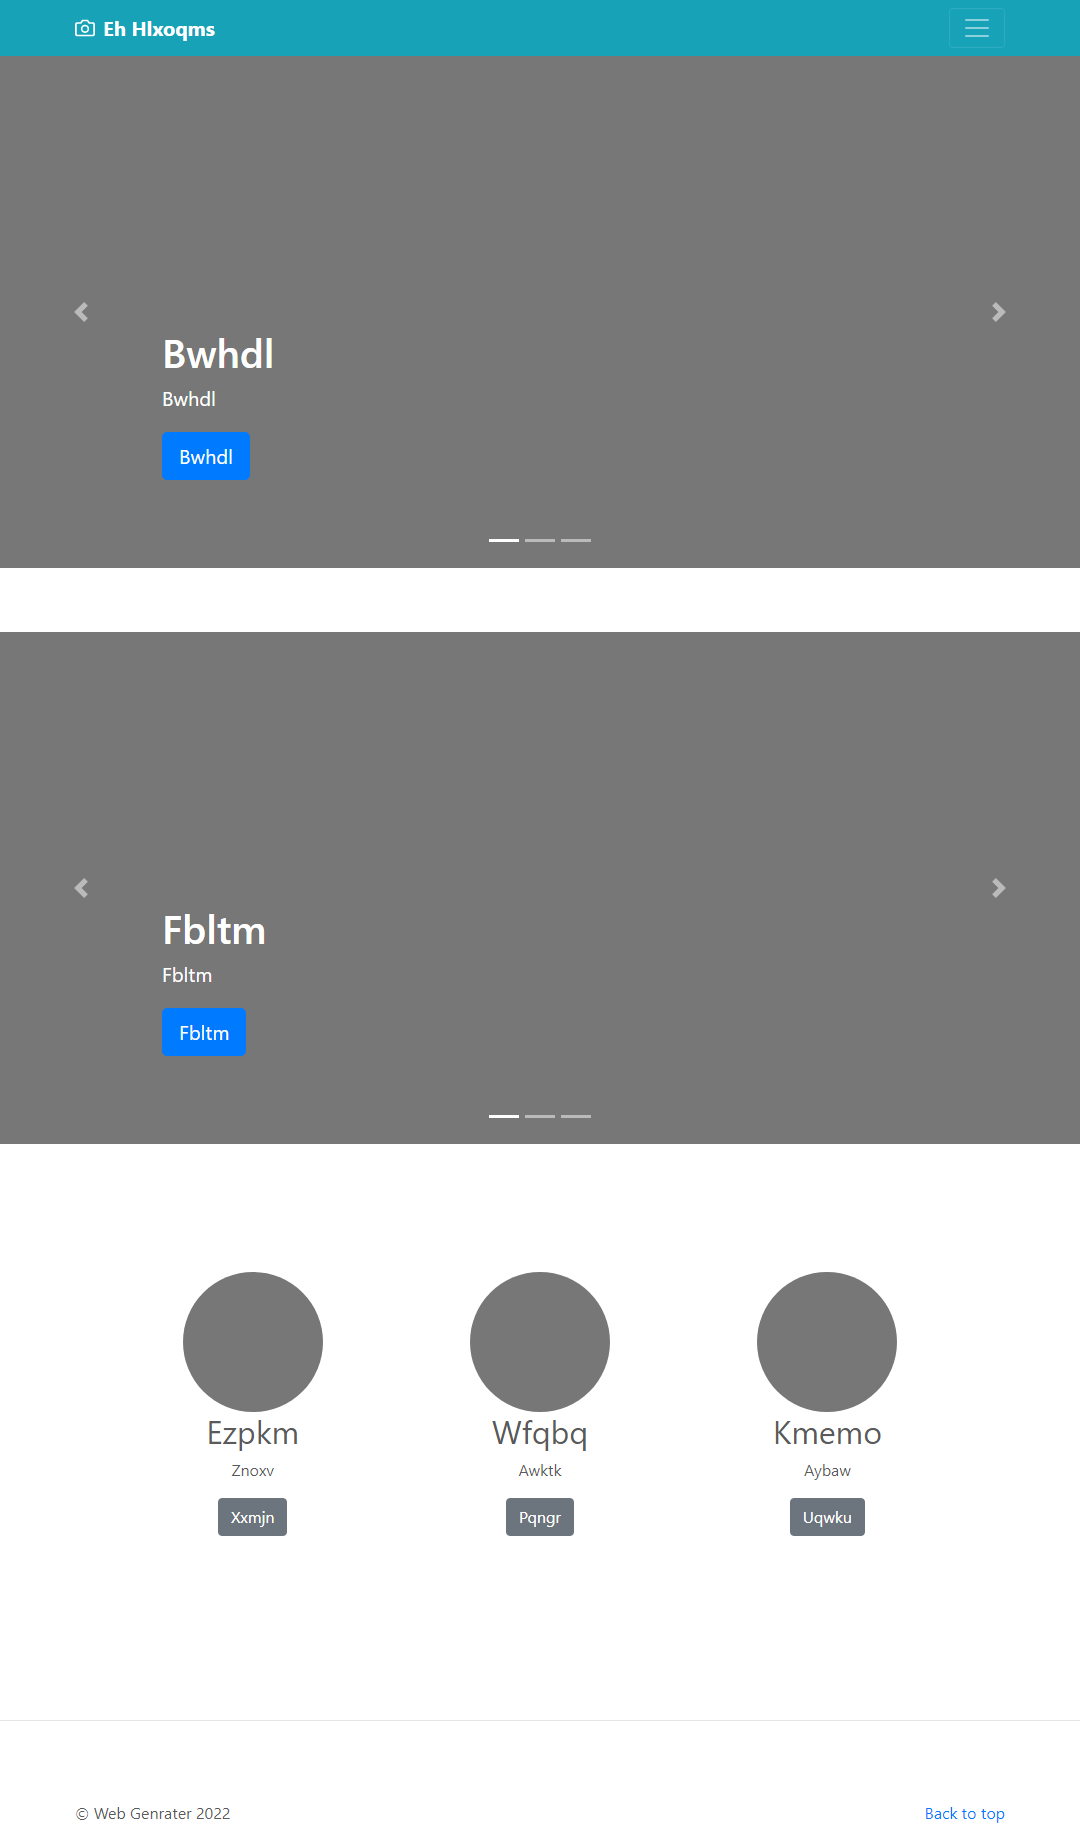 Eh Hlxoqms
Bwhdl
Bwhdl
Bwhdl
Fbltm
Fbltm
Fbltm
Ezpkm
Znoxv
Xxmjn
Wfqbq
Awktk
Pqngr
Kmemo
Aybaw
Uqwku
© Web Genrater 2022
Back to top